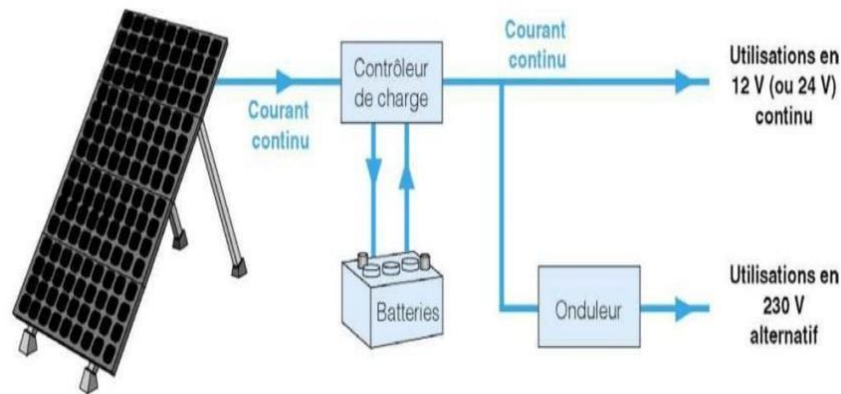 Courant
continu
Contrôleur
de charge
Courant
continu
Utilisations en
12 V (ou 24 V)
continu
Batteries
Onduleur
Utilisations en
230 V
alternatif